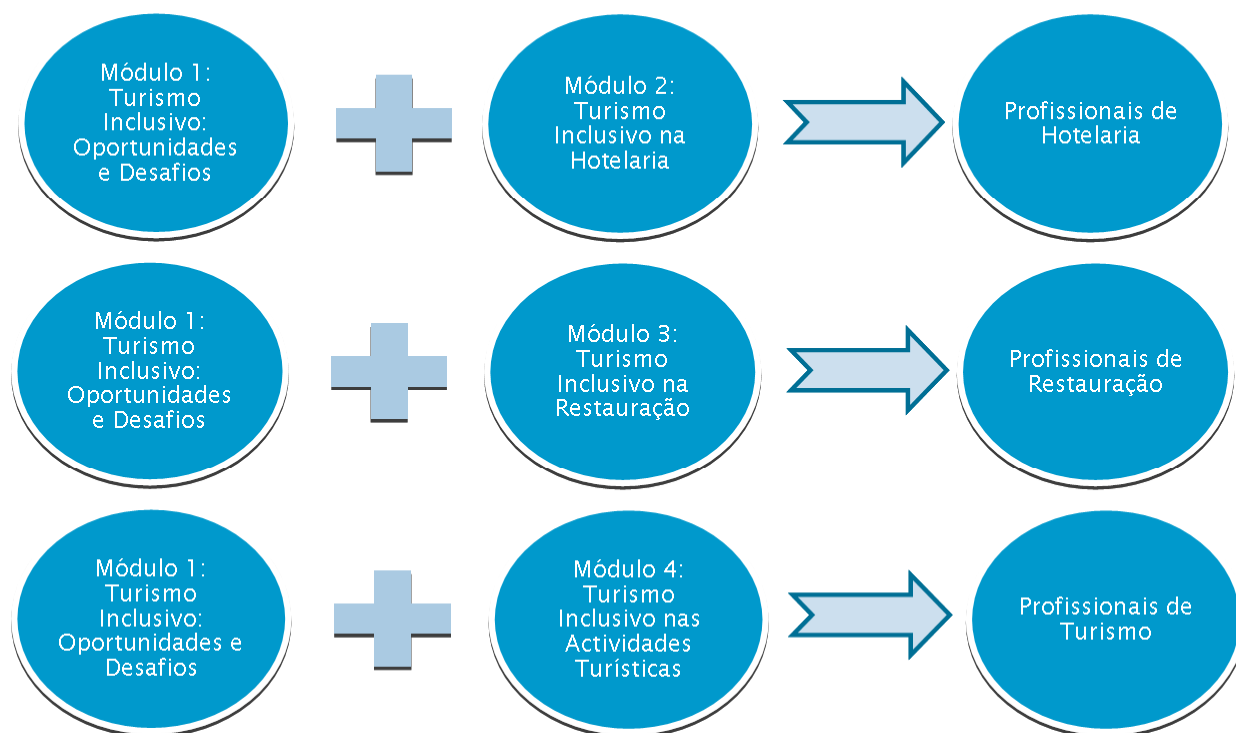 Módulo 1:
Turismo
Inclusivo:
Oportunidades
e Desafios
Módulo 2:
Turismo
Inclusivo na
Hotelaria
Profissionais de
Hotelaria
Módulo 1:
Turismo
Inclusivo:
Oportunidades
e Desafios
Módulo 3:
Turismo
Inclusivo na
Restauração
Profissionais de
Restauração
Módulo 1:
Turismo
Inclusivo:
Oportunidades e
Desafios
Módulo 4:
Turismo
Inclusivo nas
Actividades
Turísticas
Profissionais de
Turismo